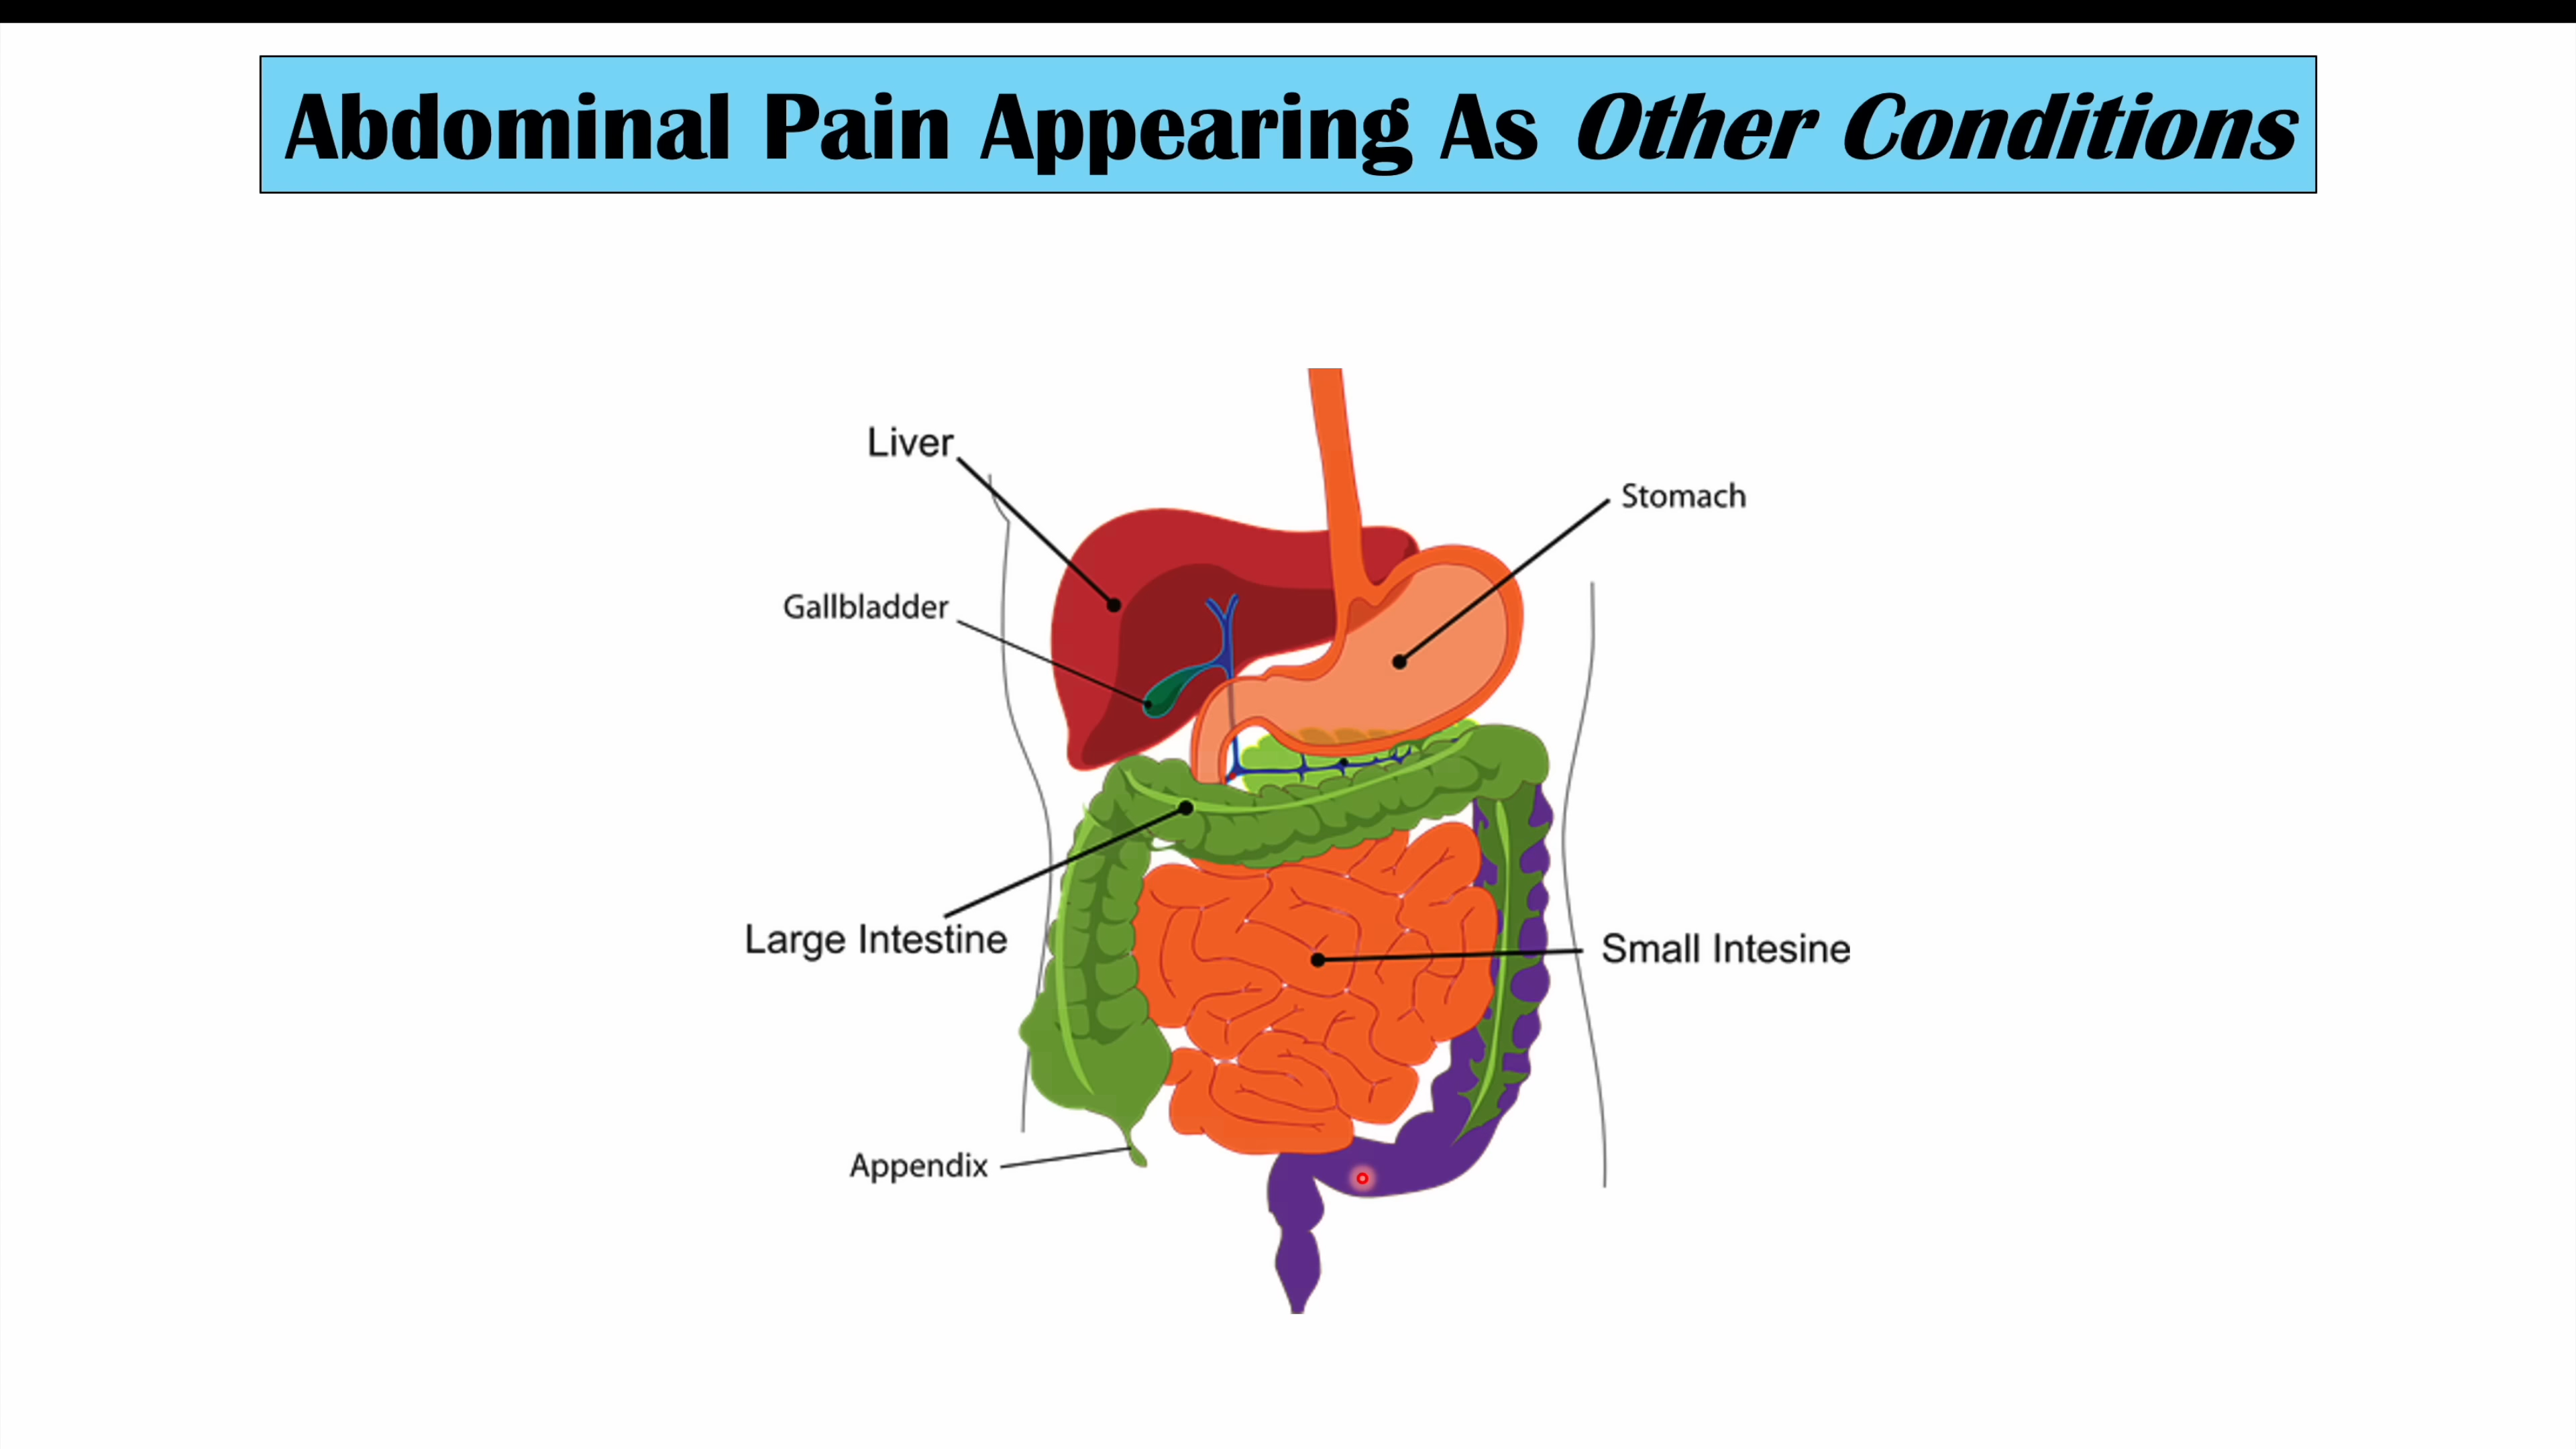 Abdominal Pain Appearing As Other Conditions
Liver
Stomach
Gallbladder
Large Intestine
Small Intesine
Appendix